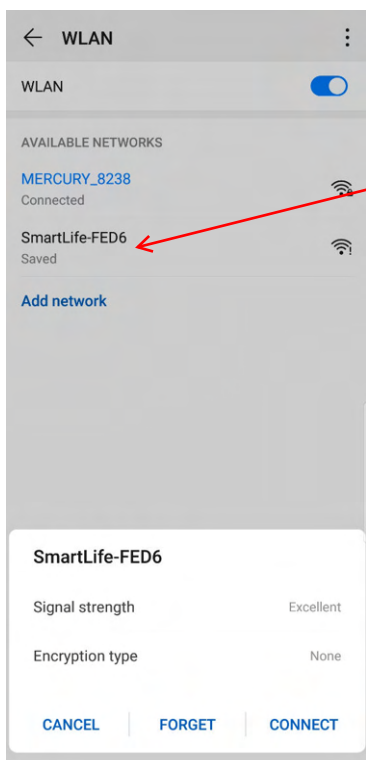 WLAN
WLAN
AVAILABLE NETWORKS
MERCURY_8238
Connected
SmartLife-FED6
Saved
Add network
SmartLife-FED6
Signal strength Excellent
Encryption type None
CANCEL FORGET CONNECT